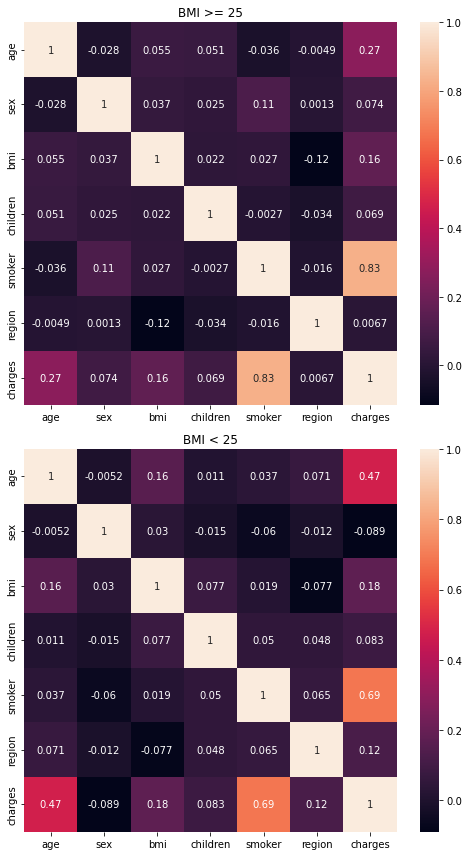 BMI >= 25
age 1 -0.028 0.055 0.051 -0.036 -0.0049 0.27
sex -0.028 1 0.037 0.025 0.11 0.0013 0.074
bmi 0.055 0.037 1 0.022 0.027 -0.12 0.16
children 0.051 0.025 0.022 1 -0.0027 -0.034 0.069
smoker -0.036 0.11 0.027 -0.0027 1 -0.016 0.83
region -0.0049 0.0013 -0.12 -0.034 -0.016 1 0.0067
charges 0.27 0.074 0.16 0.069 0.83 0.0067 1
age sex bmi children smoker region charges
1.0
0.8
0.6
0.4
0.2
0.0
BMI < 25
age 1 -0.0052 0.16 0.011 0.037 0.071 0.47
sex -0.0052 1 0.03 -0.015 -0.06 -0.012 -0.089
bmi 0.16 0.03 1 0.077 0.019 -0.077 0.18
children 0.011 -0.015 0.077 1 0.05 0.048 0.083
smoker 0.037 -0.06 0.019 0.05 1 0.065 0.69
region 0.071 -0.012 -0.077 0.048 0.065 1 0.12
charges 0.47 -0.089 0.18 0.083 0.69 0.12 1
age sex bmi children smoker region charges
1.0
0.8
0.6
0.4
0.2
0.0